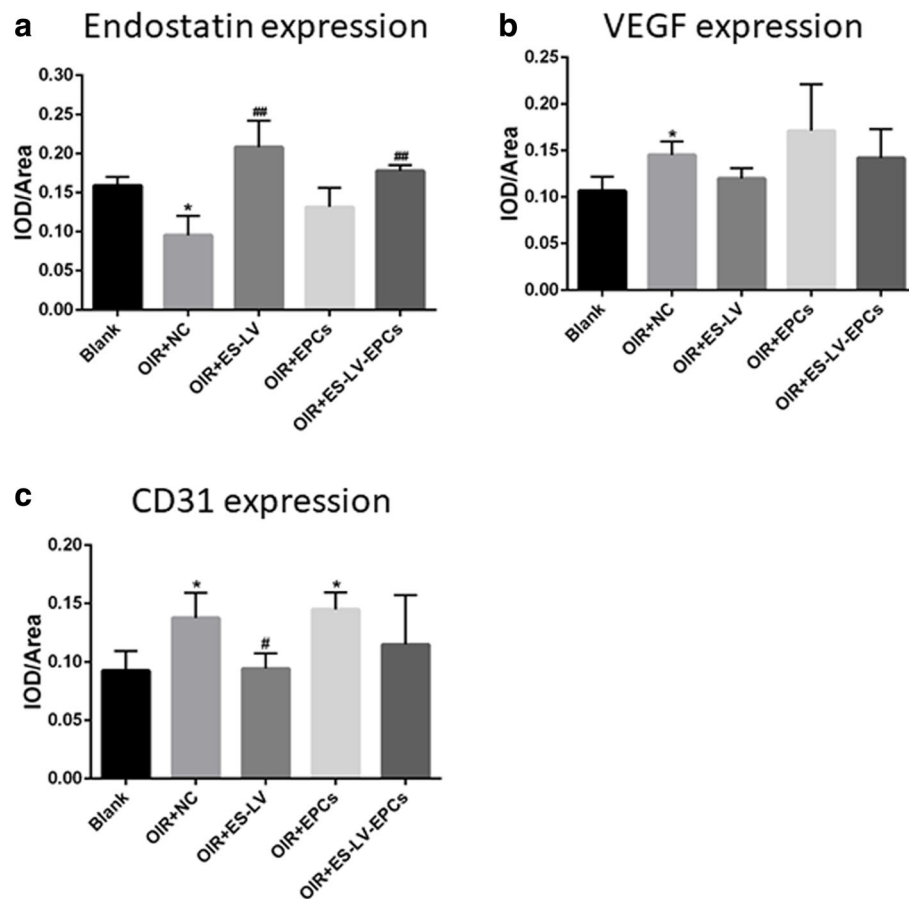 a Endostatin expression
IOD/Area
0.30
0.25
0.20
0.15
0.10
0.05
0.00
*
##
##
Blank
OIR+NC
OIR+ES-LV
OIR+EPCs
OIR+ES-LV-EPCs
b VEGF expression
IOD/Area
0.25
0.20
0.15
0.10
0.05
0.00
*
Blank
OIR+NC
OIR+ES-LV
OIR+EPCs
OIR+ES-LV-EPCs
c CD31 expression
IOD/Area
0.20
0.15
0.10
0.05
0.00
*
#
*
Blank
OIR+NC
OIR+ES-LV
OIR+EPCs
OIR+ES-LV-EPCs